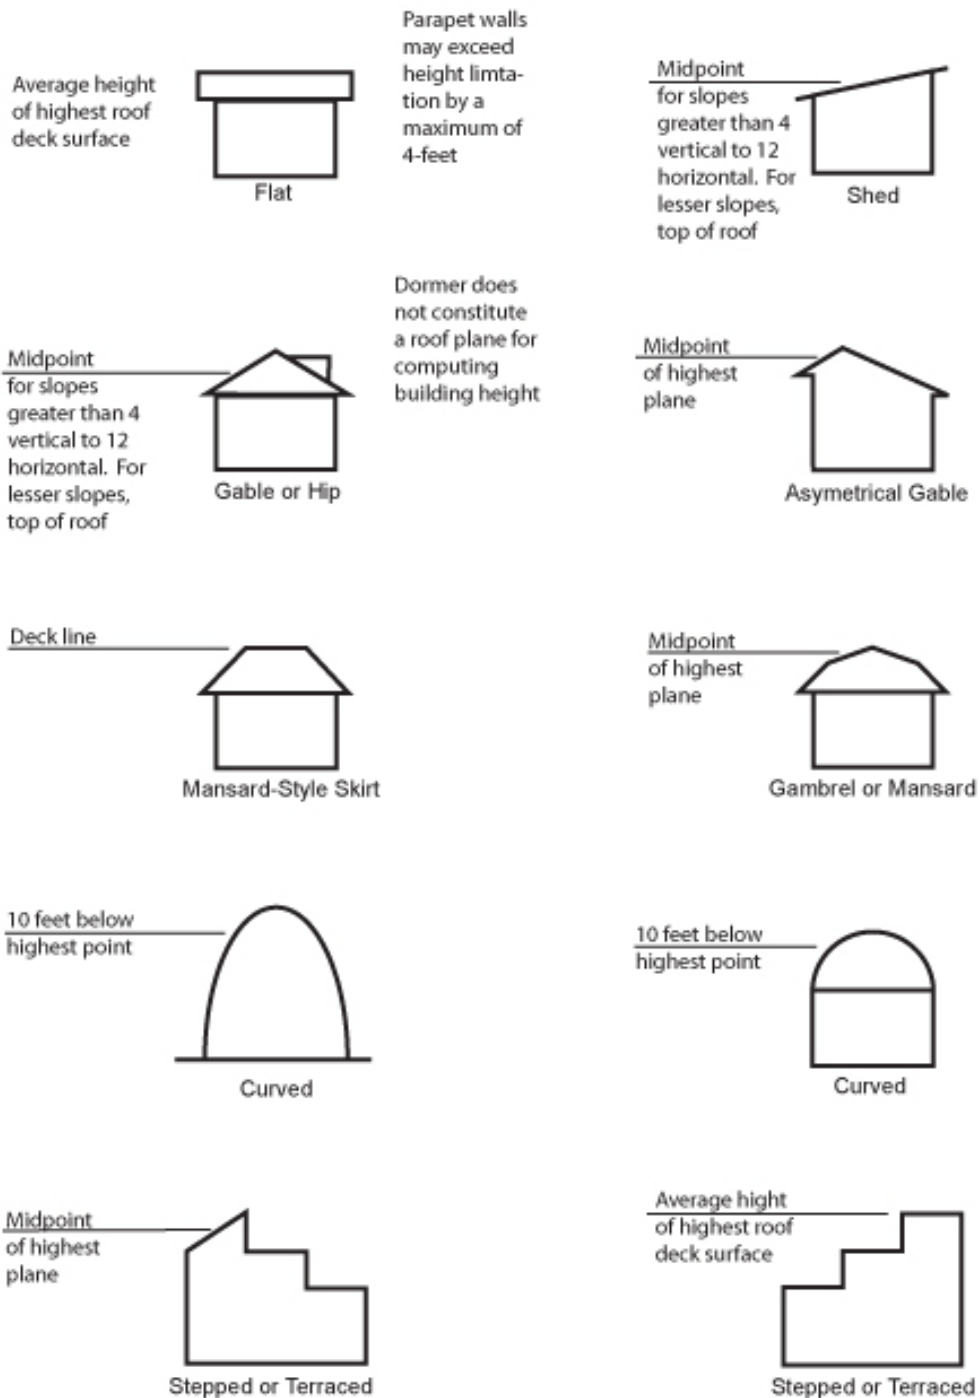 Average height
of highest roof
deck surface
Flat
Parapet walls
may exceed
height limta-
tion by a
maximum of
4-feet
Midpoint
for slopes
greater than 4
vertical to 12
horizontal. For
lesser slopes,
top of roof
Shed
Midpoint
for slopes
greater than 4
vertical to 12
horizontal. For
lesser slopes,
top of roof
Gable or Hip
Dormer does
not constitute
a roof plane for
computing
building height
Midpoint
of highest
plane
Asymetrical Gable
Deck line
Mansard-Style Skirt
Midpoint
of highest
plane
Gambrel or Mansard
10 feet below
highest point
Curved
10 feet below
highest point
Curved
Midpoint
of highest
plane
Stepped or Terraced
Average hight
of highest roof
deck surface
Stepped or Terraced